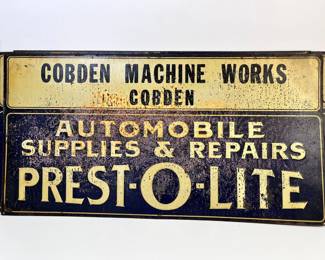 COBDEN MACHINE WORKS
COBDEN
AUTOMOBILE
SUPPLIES & REPAIRS
PREST-O-LITE